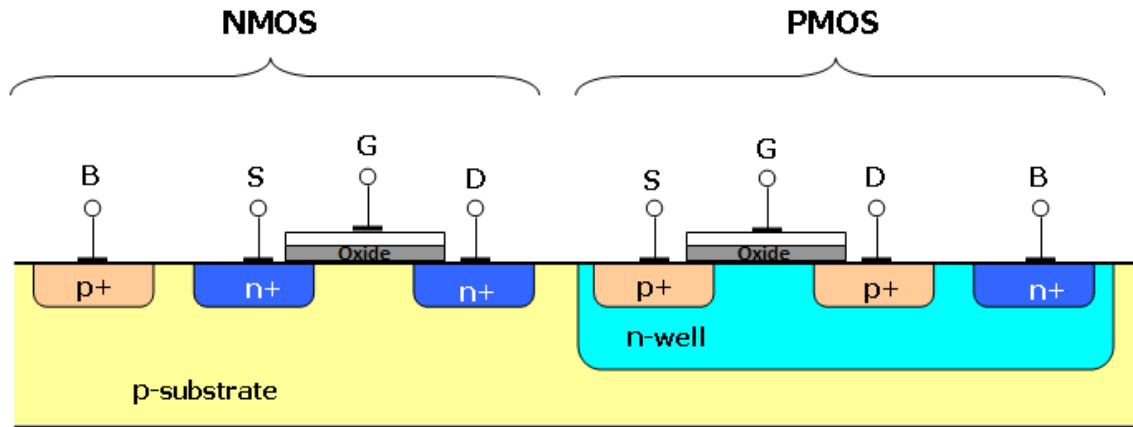 NMOS PMOS
G G
B S D S D B
Oxide Oxide
p+ n+ n+ p+ p+ n+
n-well
p-substrate